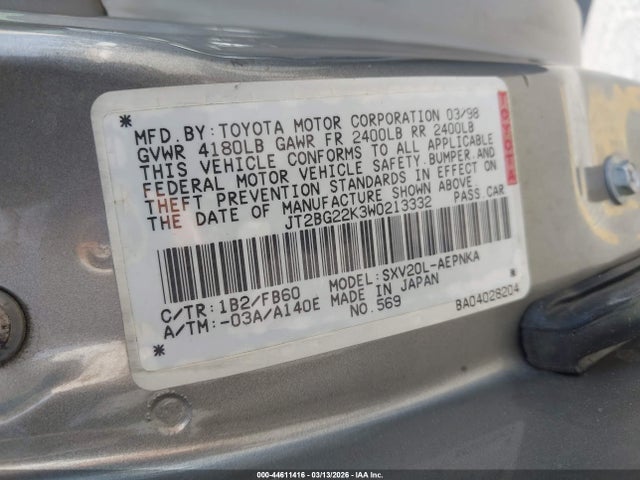 MFD.BY: TOYOTA MOTOR CORPORATION 03/98
GVWR 4180LB GAWR FR 2400LB RR 2400LB
THIS VEHICLE CONFORMS TO ALL APPLICABLE
FEDERAL MOTOR VEHICLE SAFETY, BUMPER, AND
THEFT PREVENTION STANDARDS IN EFFECT ON
THE DATE OF MANUFACTURE SHOWN ABOVE.
JT2BG22K3W0213332 PASS.CAR
TOYOTA
C/TR: 1B2/FB60 MODEL: SXV20L-AEPNKA
A/TM: -03A/A140E MADE IN JAPAN
NO.569 BA04028204
000-44611416 | 03/13/2026 | IAA Inc.